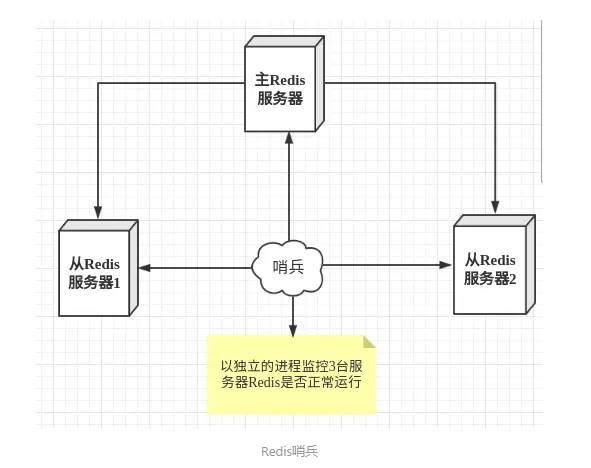 主Redis
服务器
从Redis
服务器1
哨兵
从Redis
服务器2
以独立的进程监控3台服
务器Redis是否正常运行
Redis哨兵